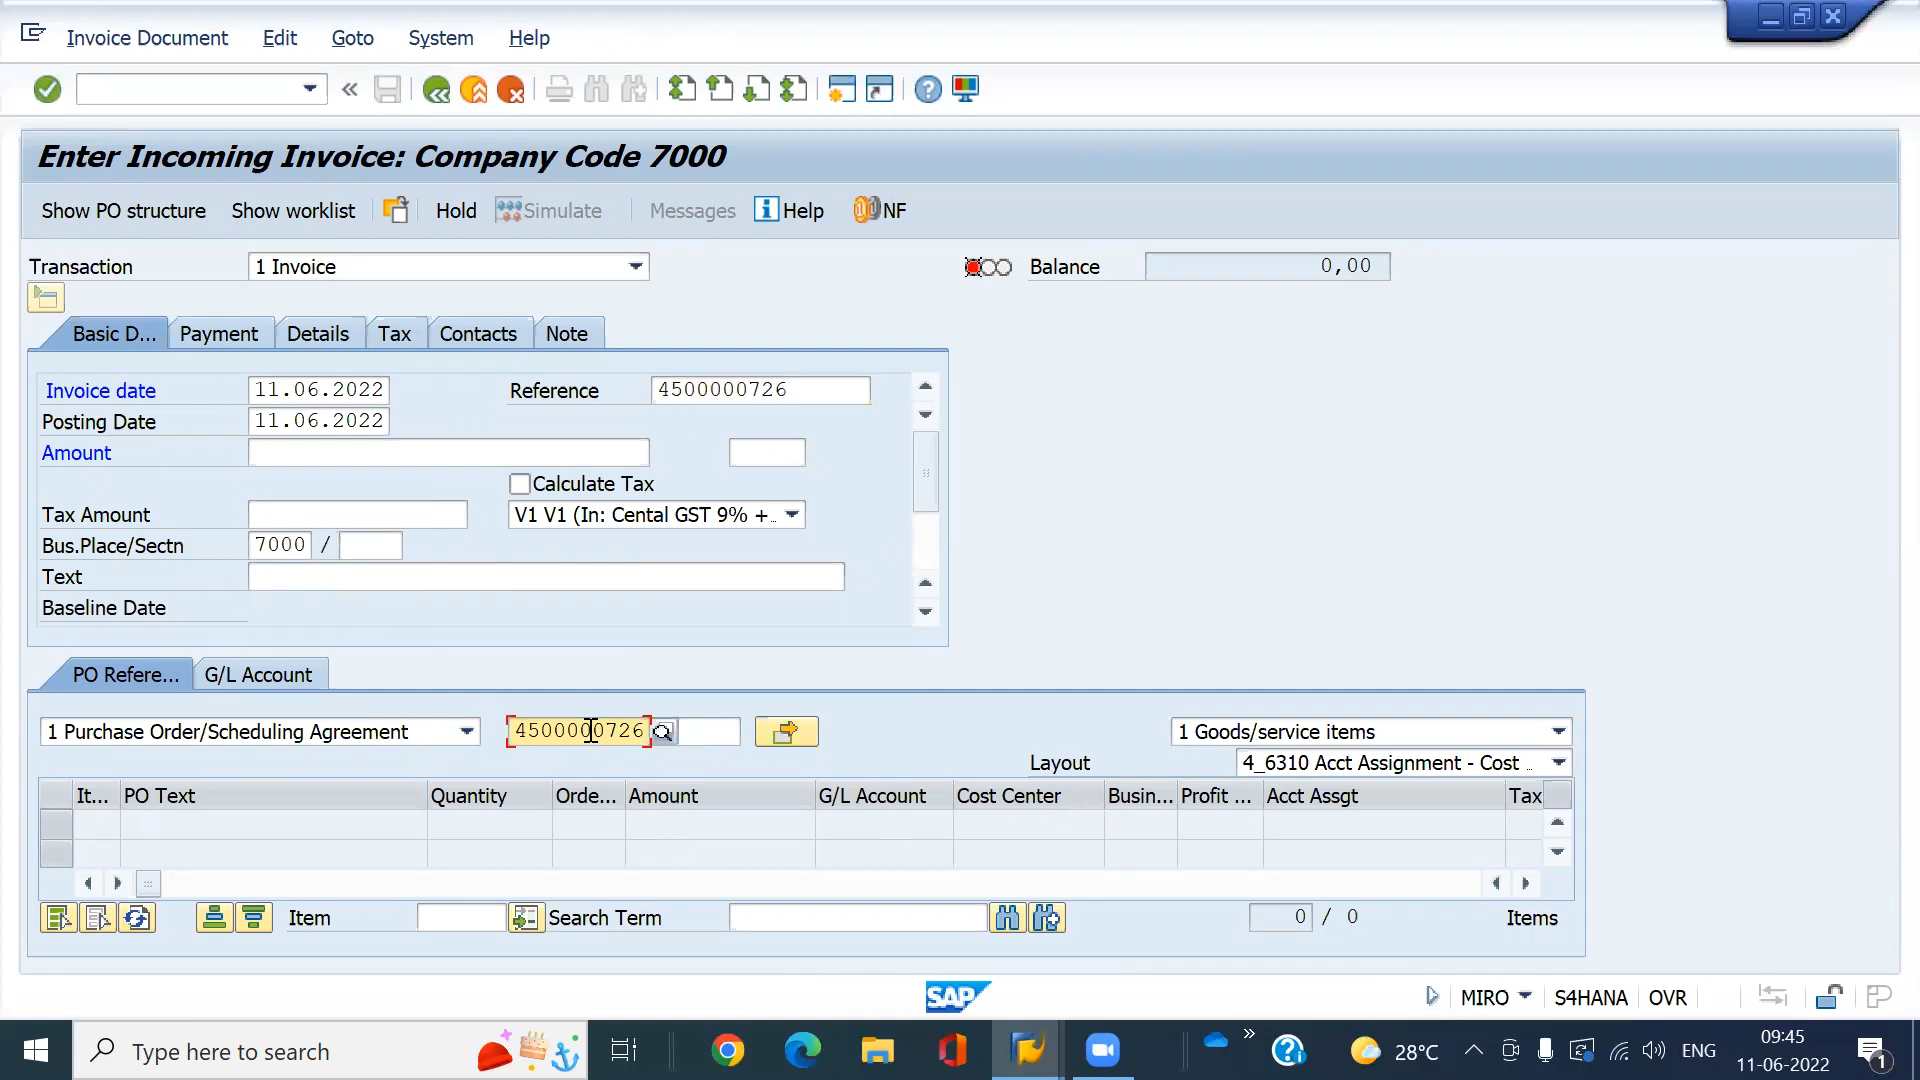 Invoice Document Edit Goto System Help
Enter Incoming Invoice: Company Code 7000
Show PO structure Show worklist Hold Simulate Messages Help NF
Transaction 1 Invoice Balance 0,00
Basic D... Payment Details Tax Contacts Note
Invoice date 11.06.2022 Reference 4500000726
Posting Date 11.06.2022
Amount
Calculate Tax
Tax Amount V1 V1 (In: Cental GST 9% +..
Bus.Place/Sectn 7000 /
Text
Baseline Date
PO Refere... G/L Account
1 Purchase Order/Scheduling Agreement 4500000726 1 Goods/service items
Layout 4_6310 Acct Assignment - Cost ..
It... PO Text Quantity Orde... Amount G/L Account Cost Center Busin... Profit ... Acct Assgt Tax
Item Search Term 0 / 0 Items
SAP MIRO S4HANA OVR
Type here to search 28°C ENG 09:45
11-06-2022 1